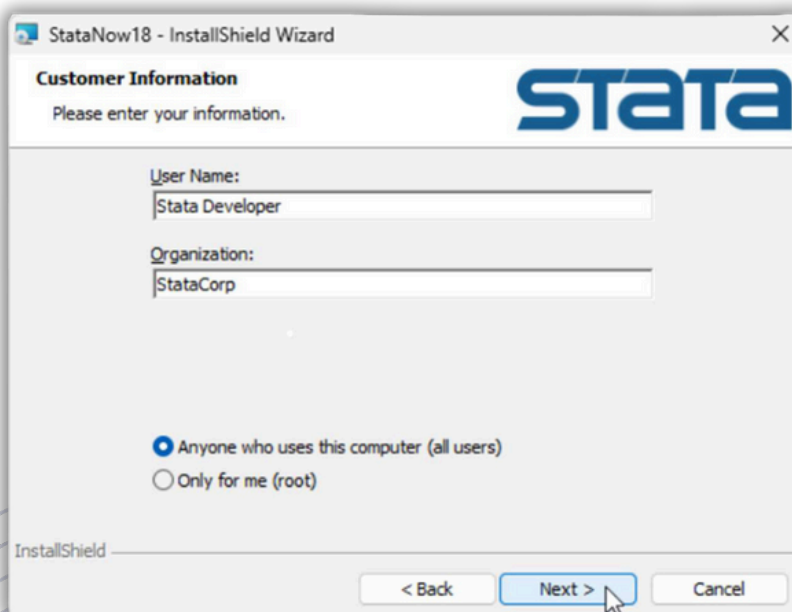 StataNow18 - InstallShield Wizard
Customer Information
Please enter your information.
STATA
User Name:
Stata Developer
Organization:
StataCorp
Anyone who uses this computer (all users)
Only for me (root)
InstallShield
< Back Next > Cancel